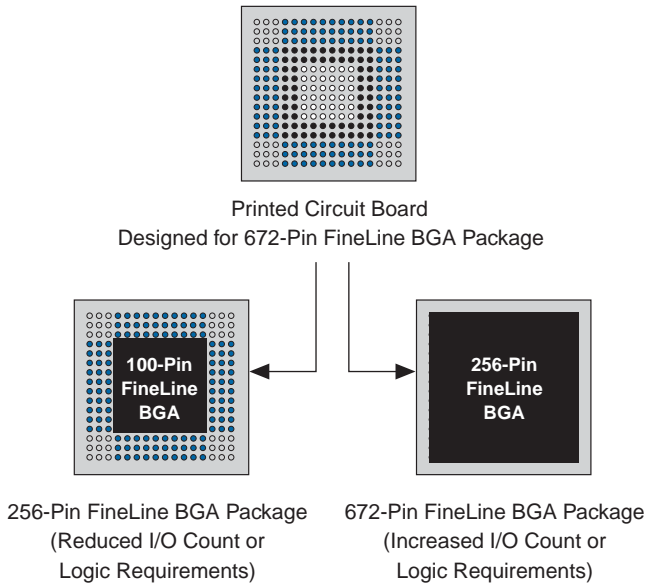 Printed Circuit Board
Designed for 672-Pin FineLine BGA Package
100-Pin
FineLine
BGA
256-Pin
FineLine
BGA
256-Pin FineLine BGA Package
(Reduced I/O Count or
Logic Requirements)
672-Pin FineLine BGA Package
(Increased I/O Count or
Logic Requirements)